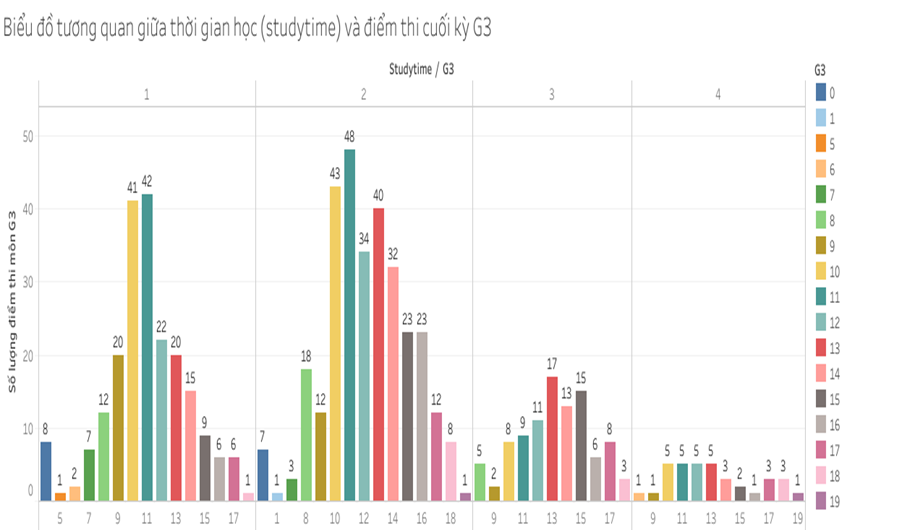 Biểu đồ tương quan giữa thời gian học (studytime) và điểm thi cuối kỳ G3
Studytime / G3
1 2 3 4
Số lượng điểm thi môn G3
50
40
30
20
10
0
8 1 2 7 12 20 41 42 22 20 15 9 6 6 1
7 1 3 18 12 43 48 34 40 32 23 23 12 8 1
5 2 8 9 11 17 13 15 6 8 3
1 1 5 5 5 5 3 2 1 3 3 1
5 7 9 11 13 15 17 1 8 10 12 14 16 18 9 11 13 15 17 9 11 13 15 17 19
G3
0
1
5
6
7
8
9
10
11
12
13
14
15
16
17
18
19